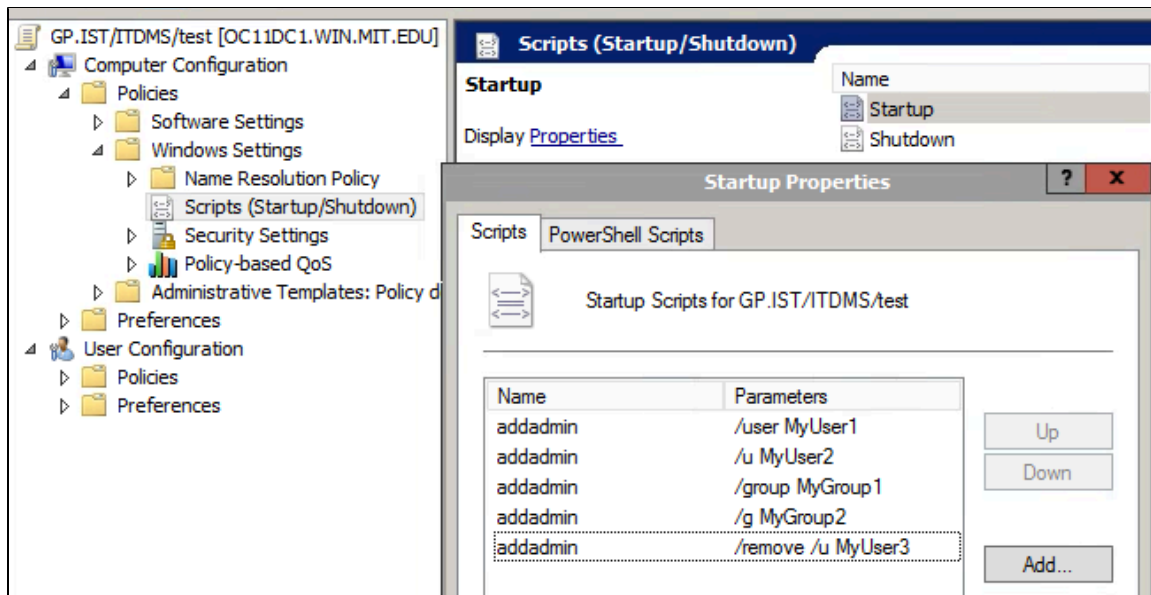 GP.IST/ITDMS/test [OC11DC1.WIN.MIT.EDU]
Computer Configuration
Policies
Software Settings
Windows Settings
Name Resolution Policy
Scripts (Startup/Shutdown)
Security Settings
Policy-based QoS
Administrative Templates: Policy d
Preferences
User Configuration
Policies
Preferences
Scripts (Startup/Shutdown)
Startup
Display Properties
Name
Startup
Shutdown
Startup Properties ? x
Scripts PowerShell Scripts
Startup Scripts for GP.IST/ITDMS/test
Name Parameters
addadmin /user MyUser1
addadmin /u MyUser2
addadmin /group MyGroup1
addadmin /g MyGroup2
addadmin /remove /u MyUser3
Up
Down
Add...